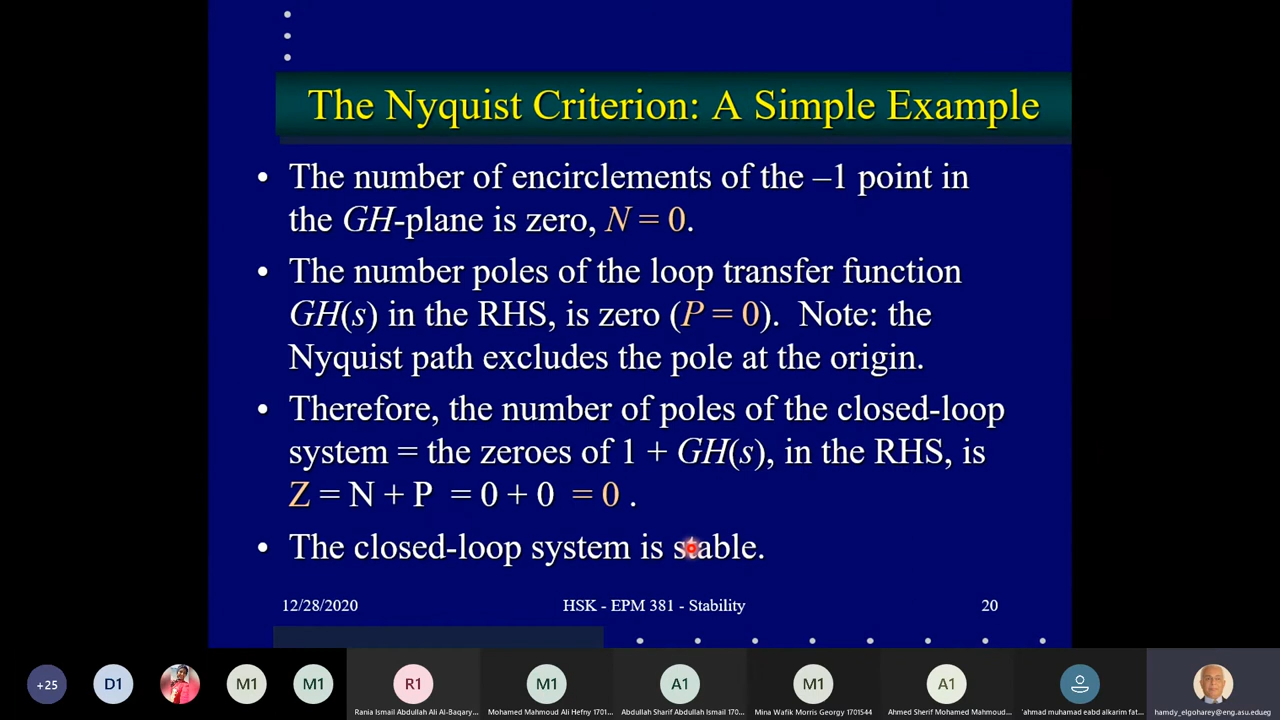 The Nyquist Criterion: A Simple Example
• The number of encirclements of the –1 point in
the GH-plane is zero, N = 0.
• The number poles of the loop transfer function
GH(s) in the RHS, is zero (P = 0). Note: the
Nyquist path excludes the pole at the origin.
• Therefore, the number of poles of the closed-loop
system = the zeroes of 1 + GH(s), in the RHS, is
Z = N + P = 0 + 0 = 0 .
• The closed-loop system is stable.
12/28/2020 HSK - EPM 381 - Stability 20
+25 D1 M1 M1 R1 M1 A1 M1 A1
Rania Ismail Abdullah Ali Al-Baqary... Mohamed Mahmoud Ali Hefny 1701... Abdullah Sharif Abdullah Ismail 170... Mina Wafik Morris Georgy 1701544 Ahmed Sherif Mohamed Mahmoud... 'ahmad muhamad eabd alkarim fat... hamdy_elgoharey@eng.asu.edu.eg